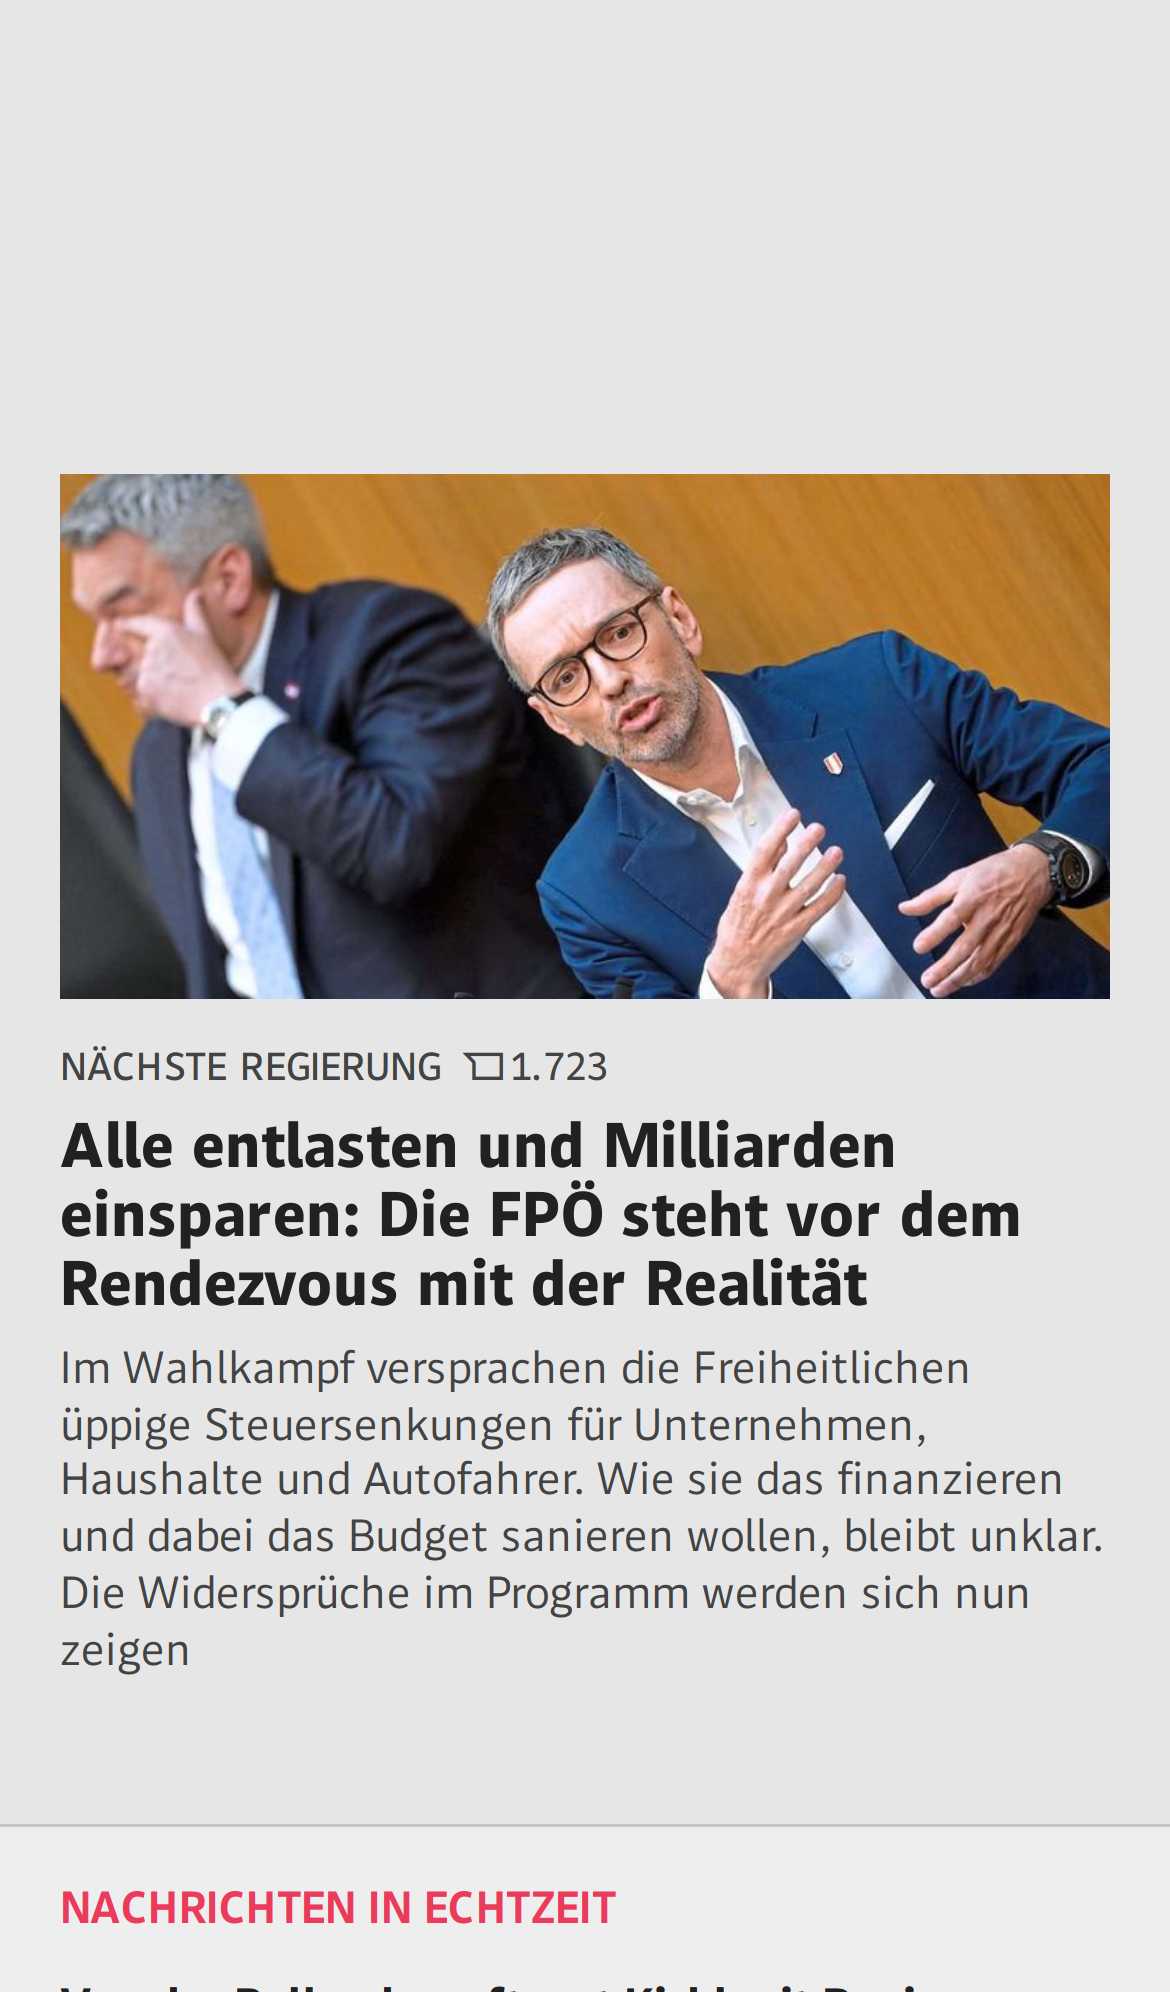 NÄCHSTE REGIERUNG 1.723
Alle entlasten und Milliarden
einsparen: Die FPÖ steht vor dem
Rendezvous mit der Realität
Im Wahlkampf versprachen die Freiheitlichen
üppige Steuersenkungen für Unternehmen,
Haushalte und Autofahrer. Wie sie das finanzieren
und dabei das Budget sanieren wollen, bleibt unklar.
Die Widersprüche im Programm werden sich nun
zeigen
NACHRICHTEN IN ECHTZEIT